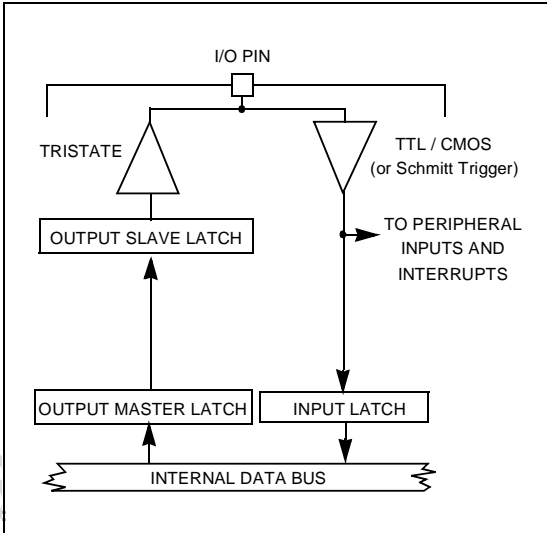 I/O PIN
TRISTATE
TTL / CMOS
(or Schmitt Trigger)
OUTPUT SLAVE LATCH
TO PERIPHERAL
INPUTS AND
INTERRUPTS
OUTPUT MASTER LATCH
INPUT LATCH
INTERNAL DATA BUS